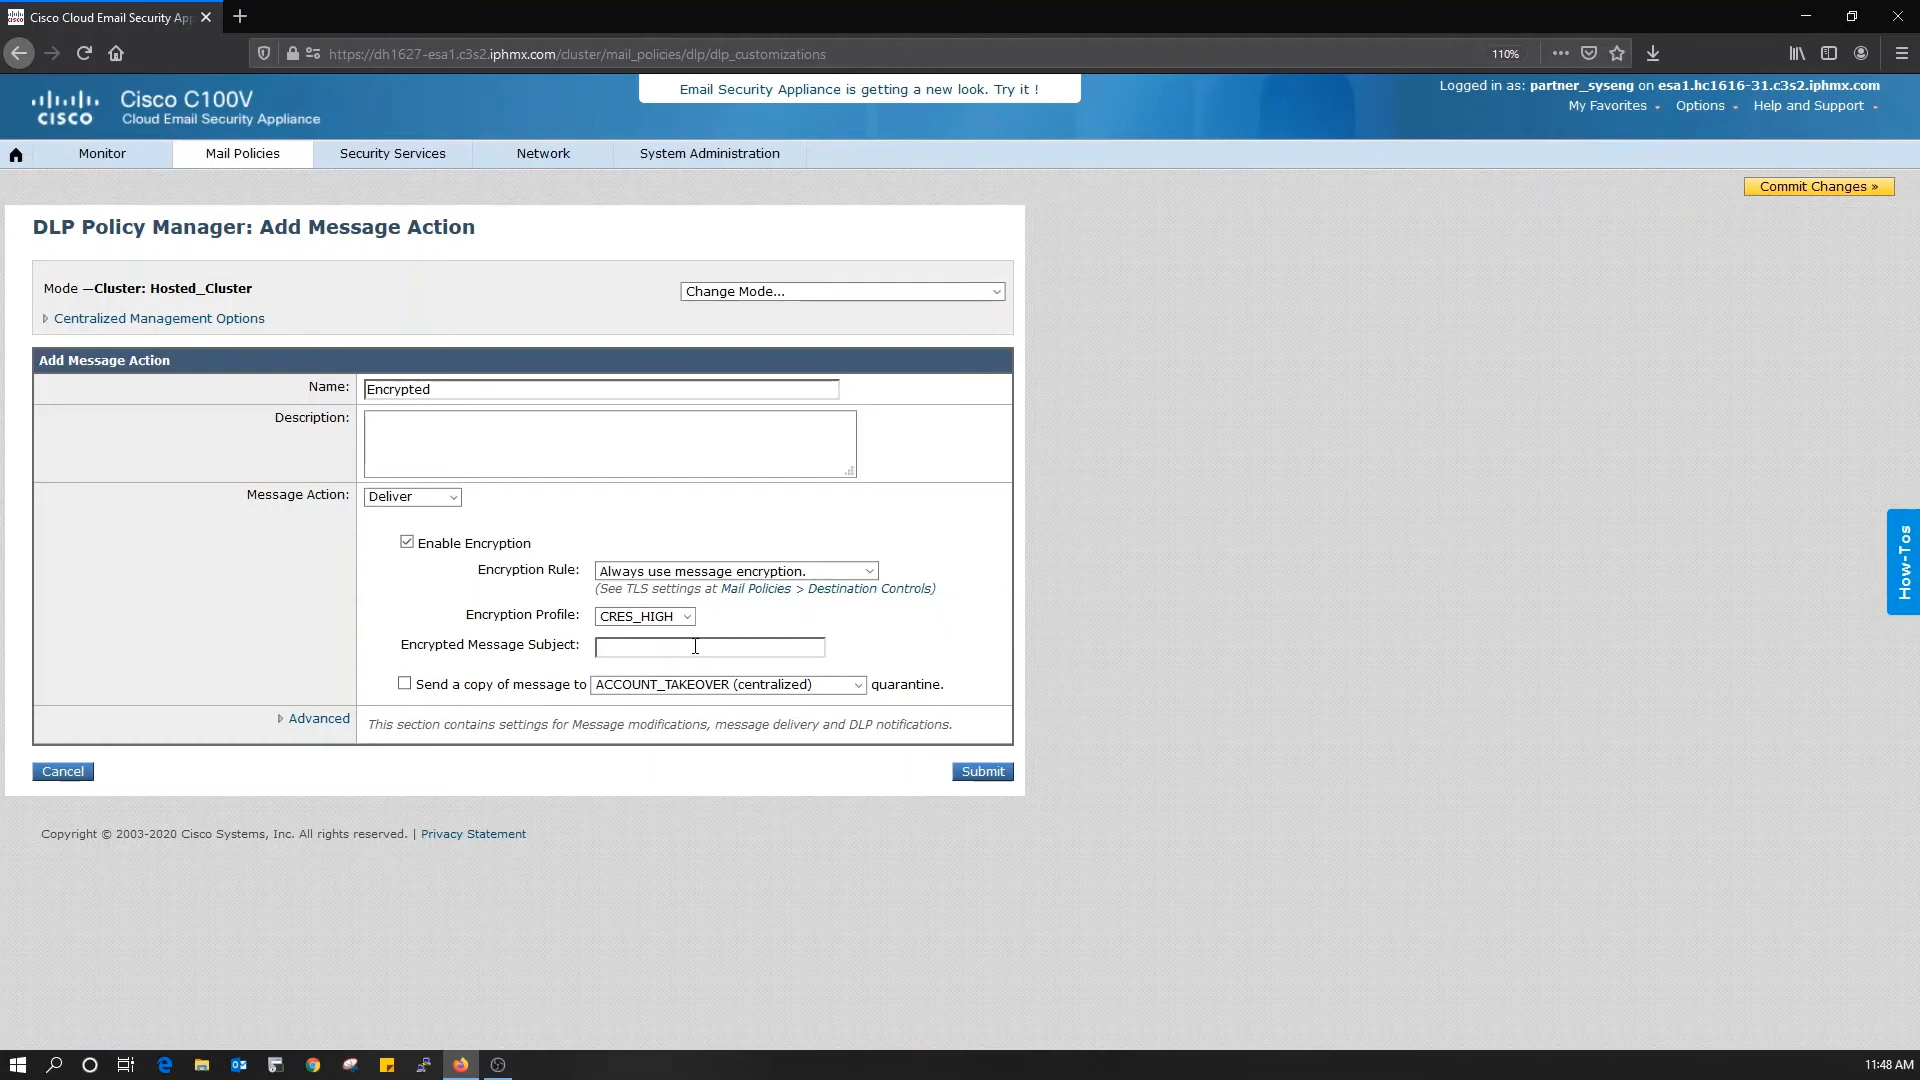 Cisco Cloud Email Security App
https://dh1627-esa1.c3s2.iphmx.com/cluster/mail_policies/dlp/dlp_customizations
110%
CISCO
Cisco C100V
Cloud Email Security Appliance
Email Security Appliance is getting a new look. Try it !
Logged in as: partner_syseng on esa1.hc1616-31.c3s2.iphmx.com
My Favorites Options Help and Support
Monitor Mail Policies Security Services Network System Administration
Commit Changes »
DLP Policy Manager: Add Message Action
Mode —Cluster: Hosted_Cluster
Change Mode...
Centralized Management Options
Add Message Action
Name: Encrypted
Description:
Message Action: Deliver
Enable Encryption
Encryption Rule: Always use message encryption.
(See TLS settings at Mail Policies > Destination Controls)
Encryption Profile: CRES_HIGH
Encrypted Message Subject:
Send a copy of message to ACCOUNT_TAKEOVER (centralized) quarantine.
Advanced This section contains settings for Message modifications, message delivery and DLP notifications.
Cancel Submit
How-Tos
Copyright © 2003-2020 Cisco Systems, Inc. All rights reserved. | Privacy Statement
11:48 AM